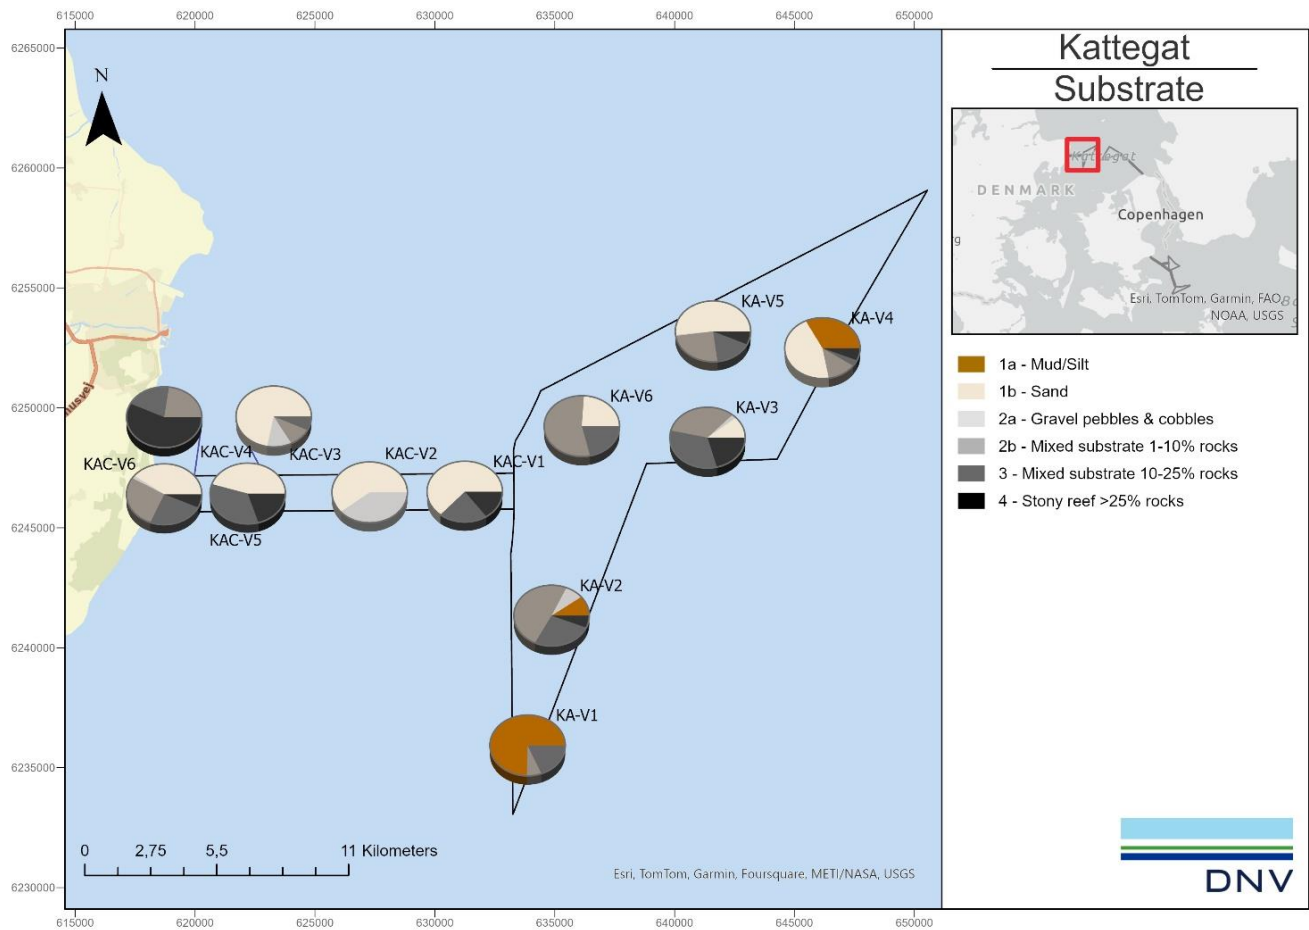 615000 620000 625000 630000 635000 640000 645000 650000
6265000
6260000
6255000
6250000
6245000
6240000
6235000
6230000
N
KA-V5
KA-V4
KA-V6
KA-V3
KAC-V4
KAC-V3
KAC-V2
KAC-V1
KAC-V6
KAC-V5
KA-V2
KA-V1
0 2,75 5,5 11 Kilometers
Esri, TomTom, Garmin, Foursquare, METI/NASA, USGS
615000 620000 625000 630000 635000 640000 645000 650000
Kattegat
Substrate
Kattegat
DENMARK
Copenhagen
Esri, TomTom, Garmin, FAO,
NOAA, USGS
1a - Mud/Silt
1b - Sand
2a - Gravel pebbles & cobbles
2b - Mixed substrate 1-10% rocks
3 - Mixed substrate 10-25% rocks
4 - Stony reef >25% rocks
DNV